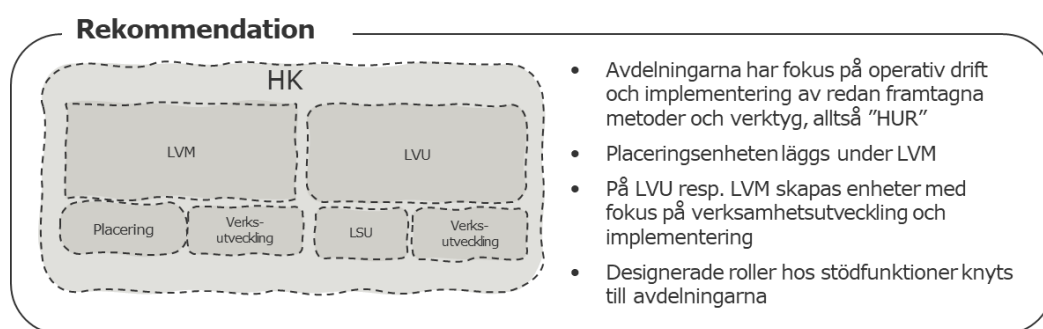 Rekommendation
HK
LVM
LVU
Placering
Verks-
utveckling
LSU
Verks-
utveckling
• Avdelningarna har fokus på operativ drift
och implementering av redan framtagna
metoder och verktyg, alltså ”HUR”
• Placeringsenheten läggs under LVM
• På LVU resp. LVM skapas enheter med
fokus på verksamhetsutveckling och
implementering
• Designerade roller hos stödfunktioner knyts
till avdelningarna